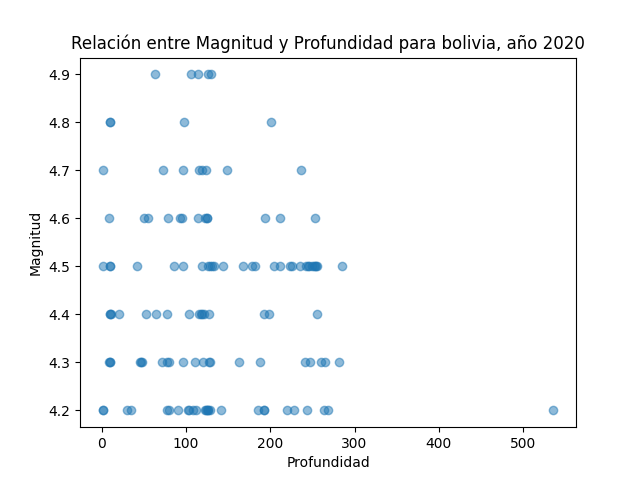 Relación entre Magnitud y Profundidad para bolivia, año 2020
4.9
4.8
4.7
4.6
4.5
4.4
4.3
4.2
Magnitud
0 100 200 300 400 500
Profundidad